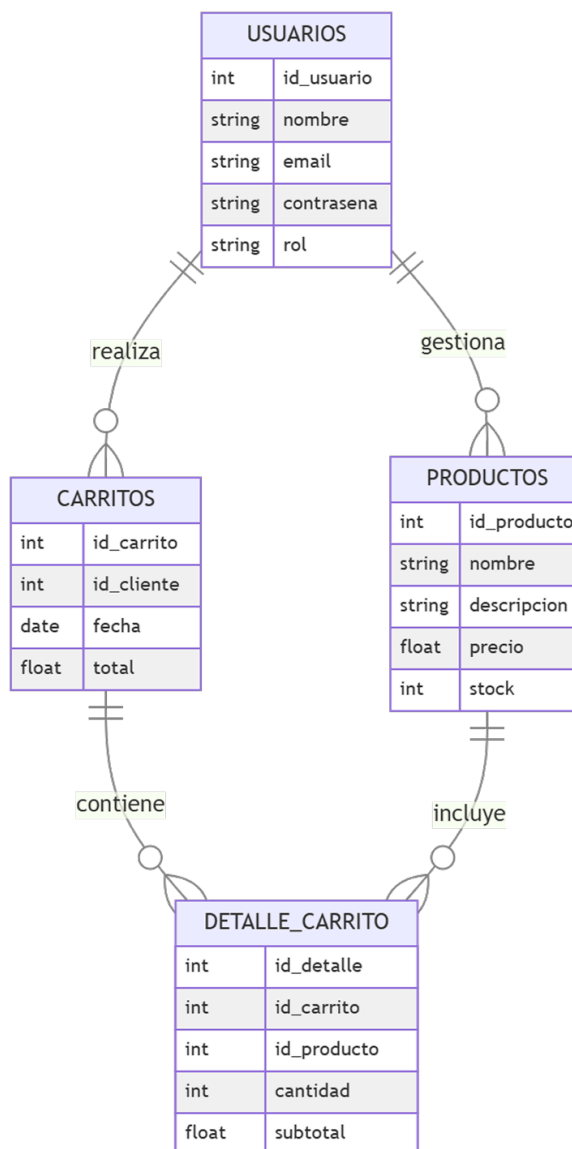 USUARIOS
int id_usuario
string nombre
string email
string contrasena
string rol
realiza
gestiona
CARRITOS
int id_carrito
int id_cliente
date fecha
float total
PRODUCTOS
int id_producto
string nombre
string descripcion
float precio
int stock
contiene
incluye
DETALLE_CARRITO
int id_detalle
int id_carrito
int id_producto
int cantidad
float subtotal